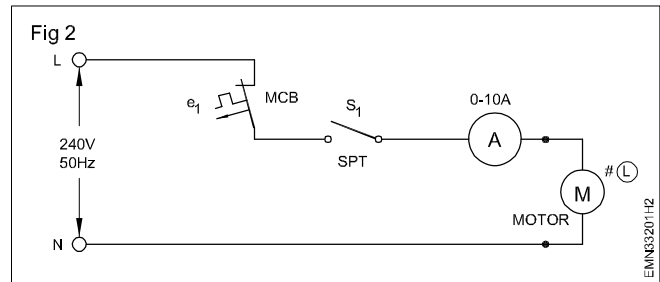 Fig 2
L
e1
MCB
S1
0-10A
240V
50Hz
SPT
A
# L
M
MOTOR
N
EMN33201H2